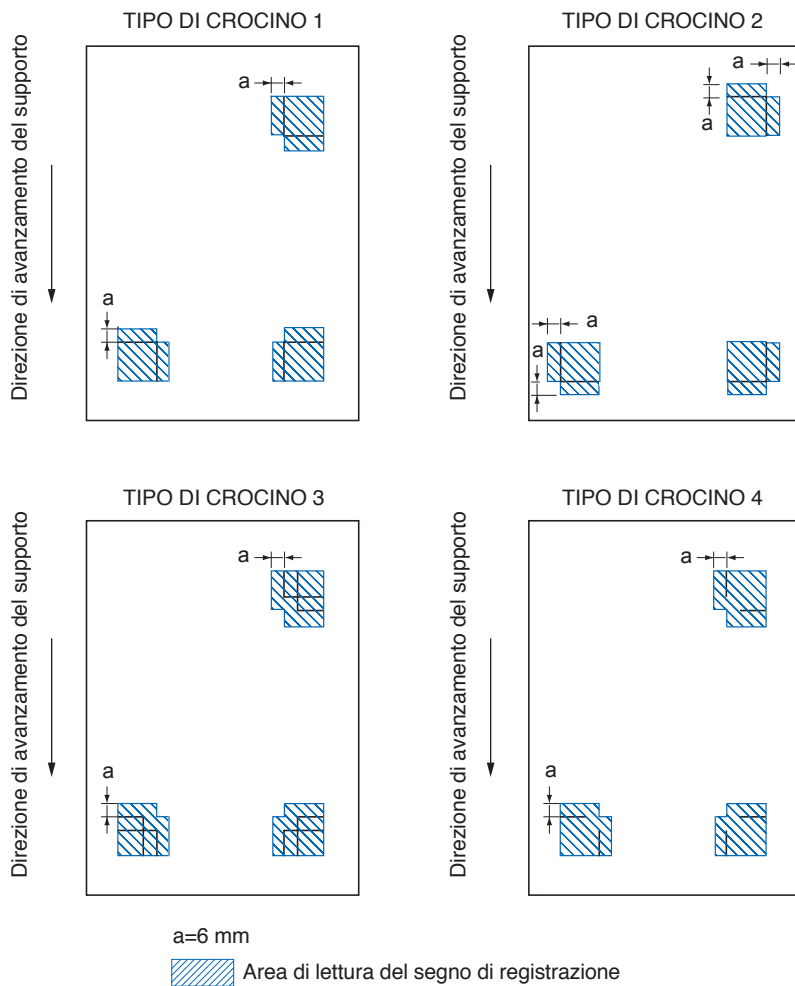 TIPO DI CROCINO 1
Direzione di avanzamento del supporto
a
a
TIPO DI CROCINO 2
Direzione di avanzamento del supporto
a
a
a
a
TIPO DI CROCINO 3
Direzione di avanzamento del supporto
a
a
TIPO DI CROCINO 4
Direzione di avanzamento del supporto
a
a
a=6 mm
Area di lettura del segno di registrazione